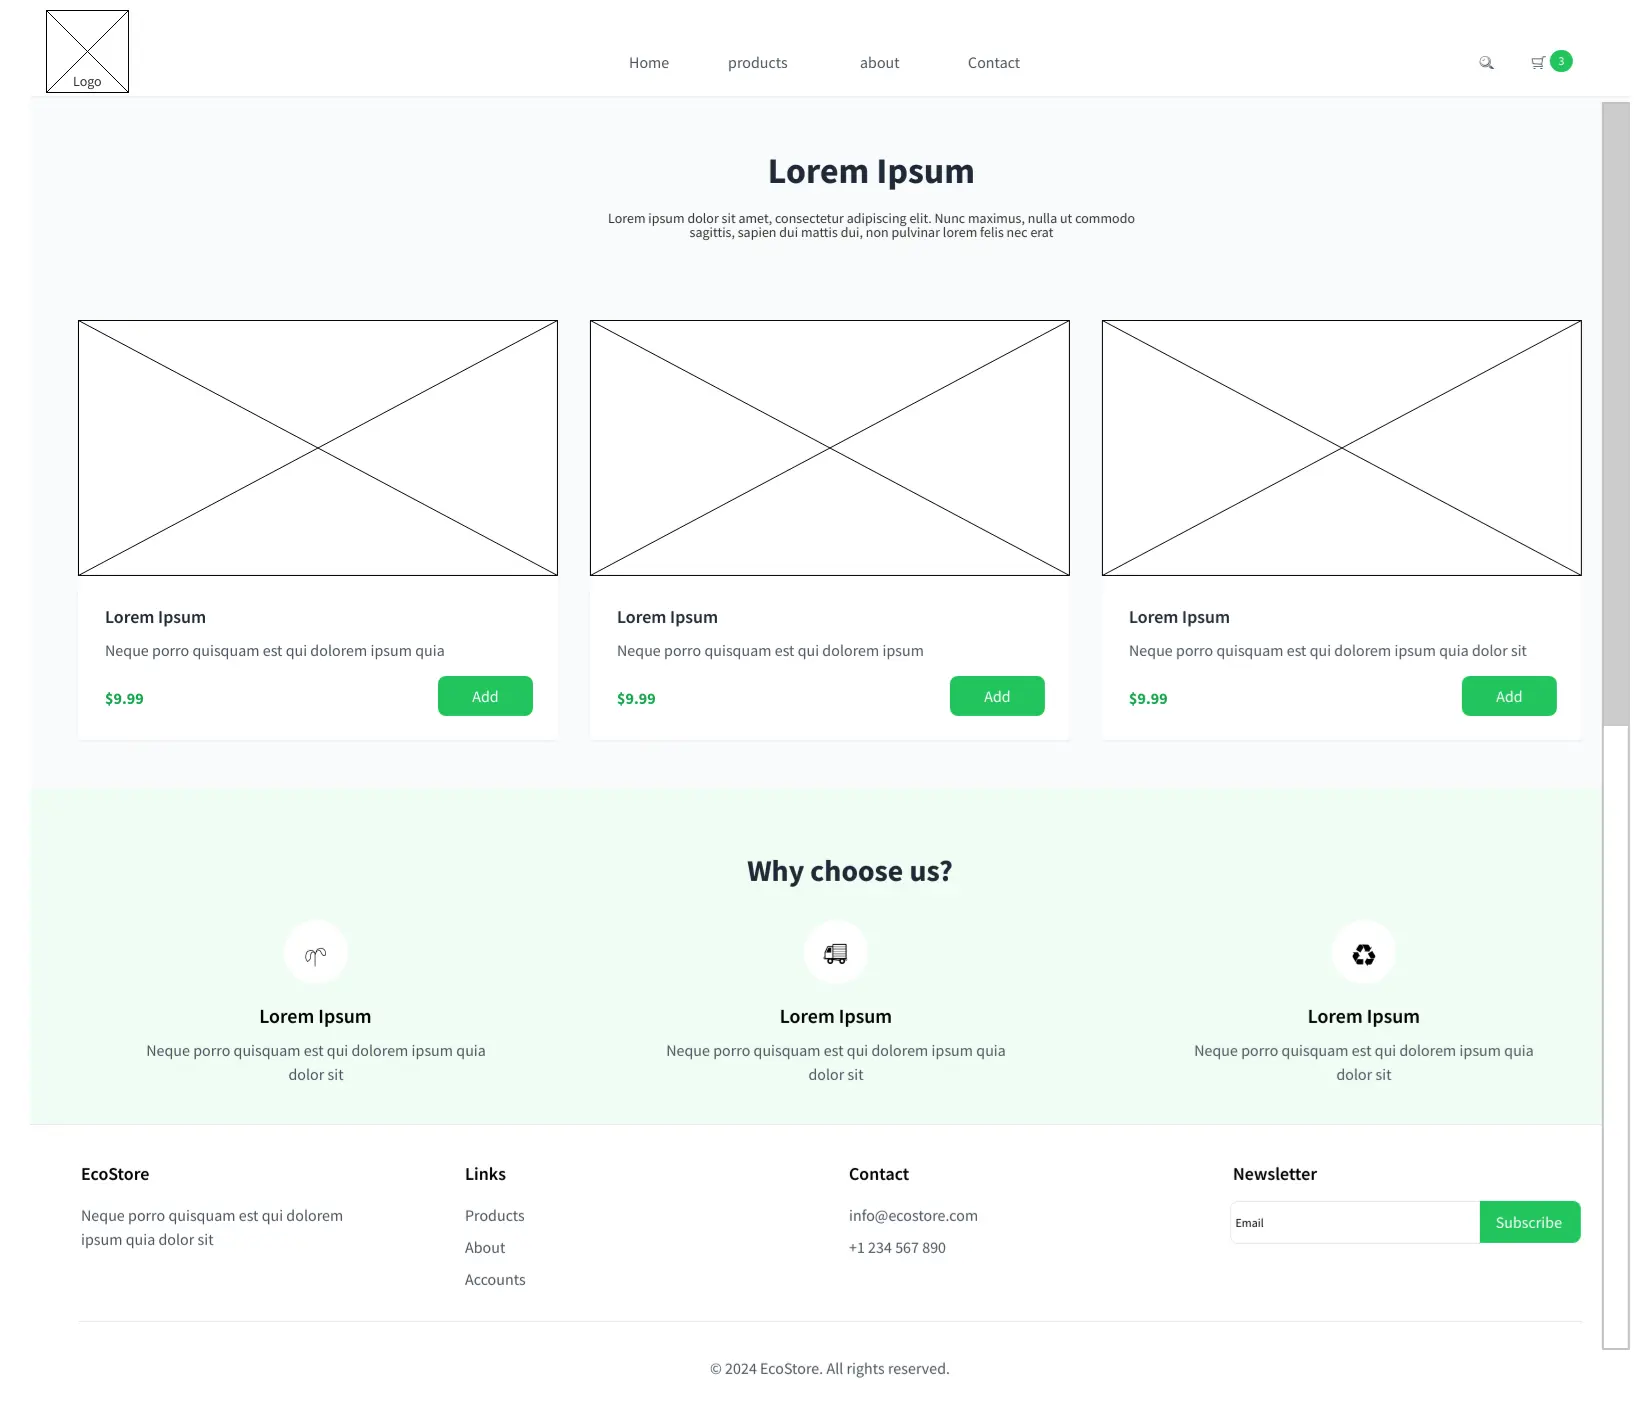 Logo
Home products about Contact
3
Lorem Ipsum
Lorem ipsum dolor sit amet, consectetur adipiscing elit. Nunc maximus, nulla ut commodo
sagittis, sapien dui mattis dui, non pulvinar lorem felis nec erat
Lorem Ipsum
Neque porro quisquam est qui dolorem ipsum quia
$9.99
Add
Lorem Ipsum
Neque porro quisquam est qui dolorem ipsum
$9.99
Add
Lorem Ipsum
Neque porro quisquam est qui dolorem ipsum quia dolor sit
$9.99
Add
Why choose us?
Lorem Ipsum
Neque porro quisquam est qui dolorem ipsum quia
dolor sit
Lorem Ipsum
Neque porro quisquam est qui dolorem ipsum quia
dolor sit
Lorem Ipsum
Neque porro quisquam est qui dolorem ipsum quia
dolor sit
EcoStore
Neque porro quisquam est qui dolorem
ipsum quia dolor sit
Links
Products
About
Accounts
Contact
info@ecostore.com
+1 234 567 890
Newsletter
Email
Subscribe
© 2024 EcoStore. All rights reserved.